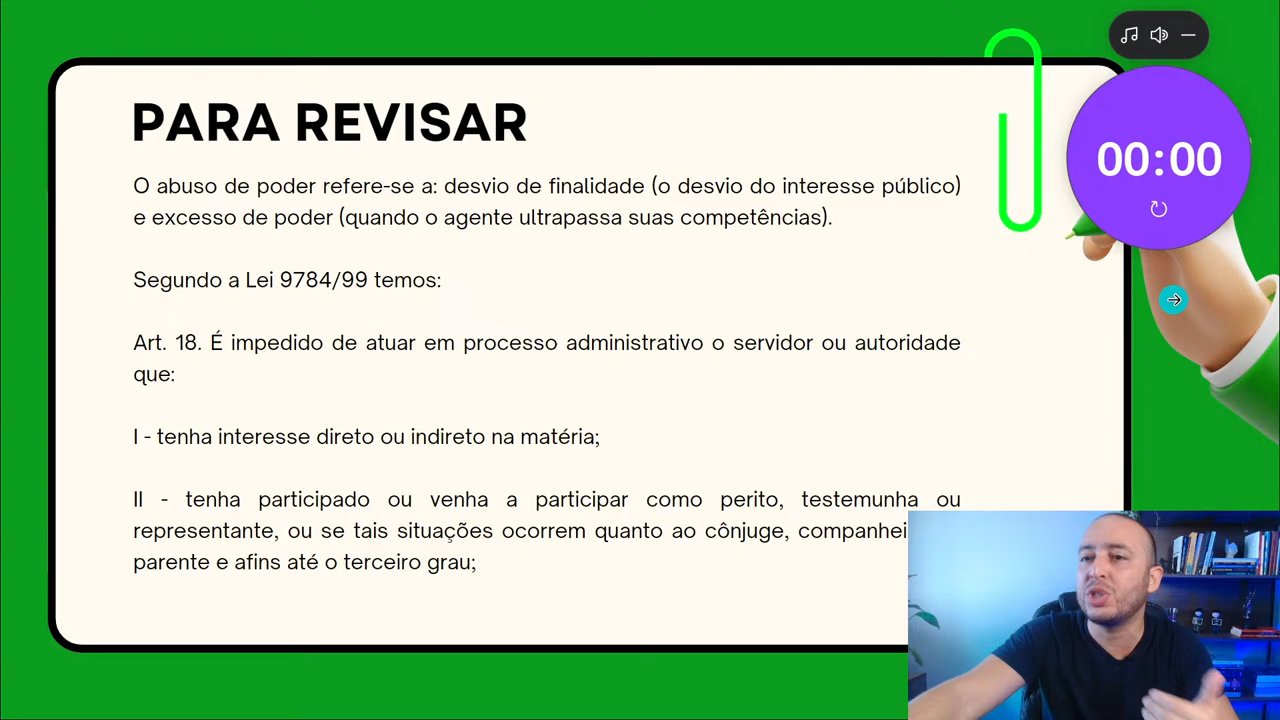 PARA REVISAR
00:00
O abuso de poder refere-se a: desvio de finalidade (o desvio do interesse público)
e excesso de poder (quando o agente ultrapassa suas competências).
Segundo a Lei 9784/99 temos:
Art. 18. É impedido de atuar em processo administrativo o servidor ou autoridade
que:
I - tenha interesse direto ou indireto na matéria;
II - tenha participado ou venha a participar como perito, testemunha ou
representante, ou se tais situações ocorrem quanto ao cônjuge, companhei
parente e afins até o terceiro grau;